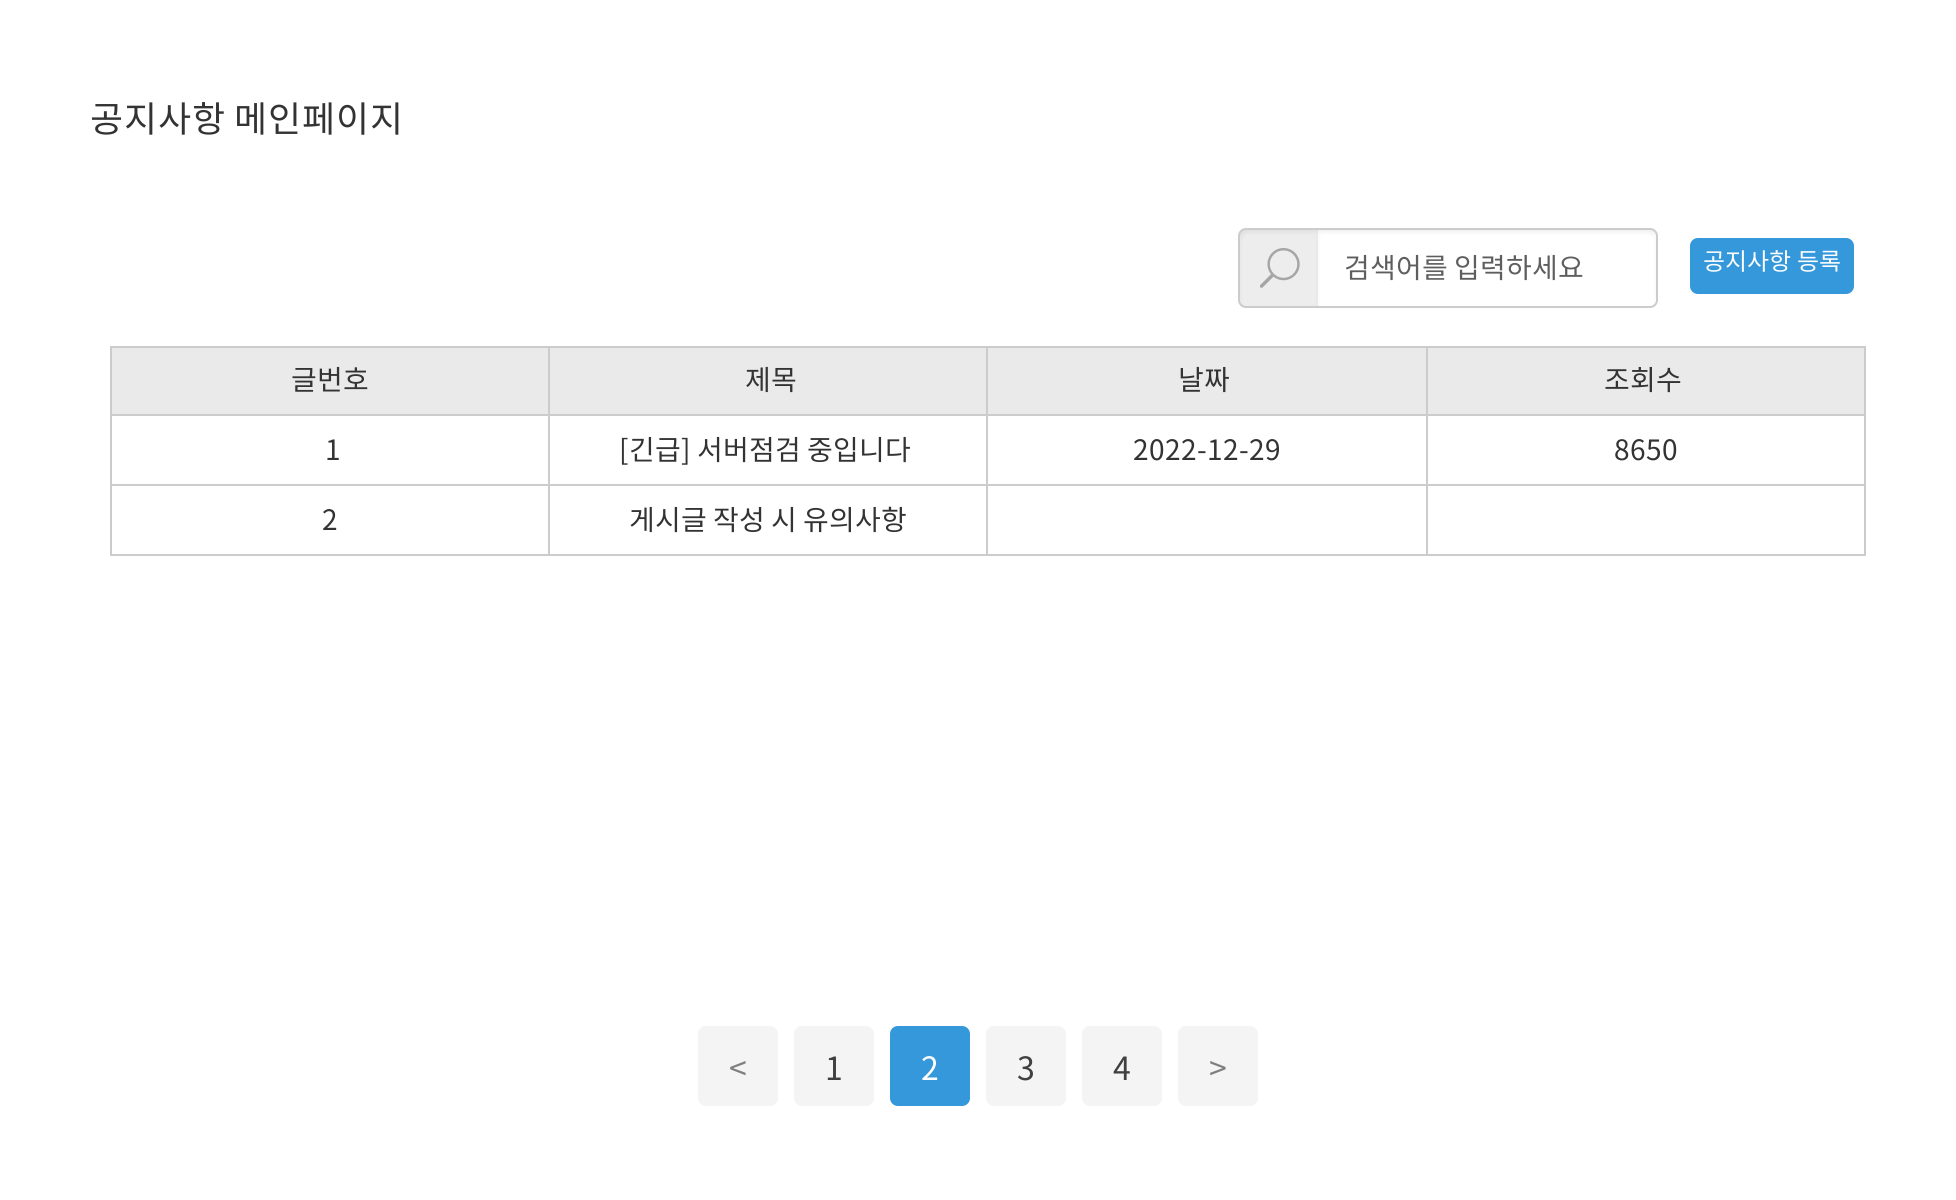 공지사항 메인페이지
검색어를 입력하세요
공지사항 등록
글번호 제목 날짜 조회수
1 [긴급] 서버점검 중입니다 2022-12-29 8650
2 게시글 작성 시 유의사항
< 1 2 3 4 >